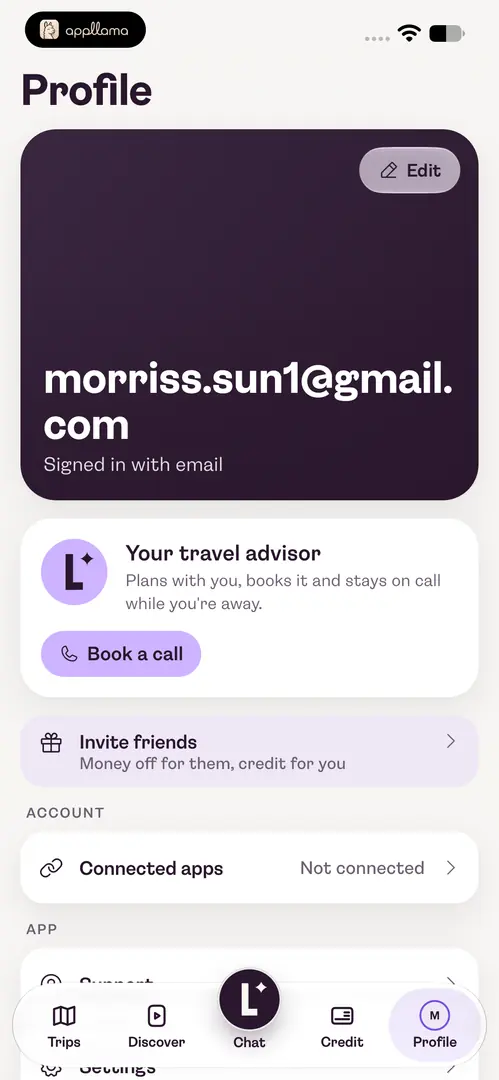 appllama
Profile
Edit
morriss.sun1@gmail.
com
Signed in with email
L
Your travel advisor
Plans with you, books it and stays on call
while you're away.
Book a call
Invite friends
Money off for them, credit for you
ACCOUNT
Connected apps
Not connected
APP
Support
L
M
Trips
Discover
Chat
Credit
Profile
Settings